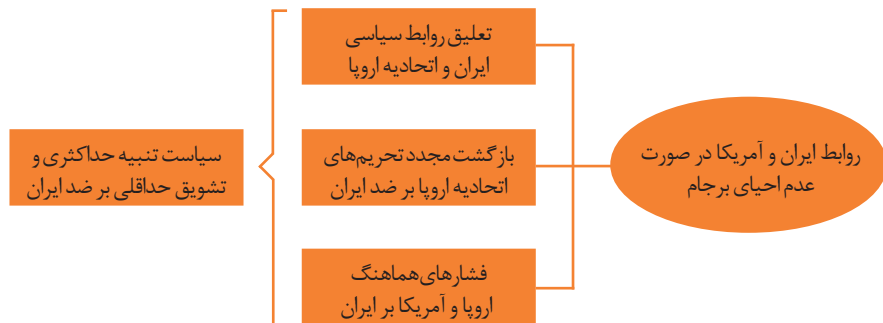 روابط ایران و آمریکا در صورت
عدم احیای برجام
تعلیق روابط سیاسی
ایران و اتحادیه اروپا
بازگشت مجدد تحریم‌های
اتحادیه اروپا بر ضد ایران
فشارهای‌هماهنگ
اروپا و آمریکا بر ایران
سیاست تنبیه حداکثری و
تشویق حداقلی بر ضد ایران